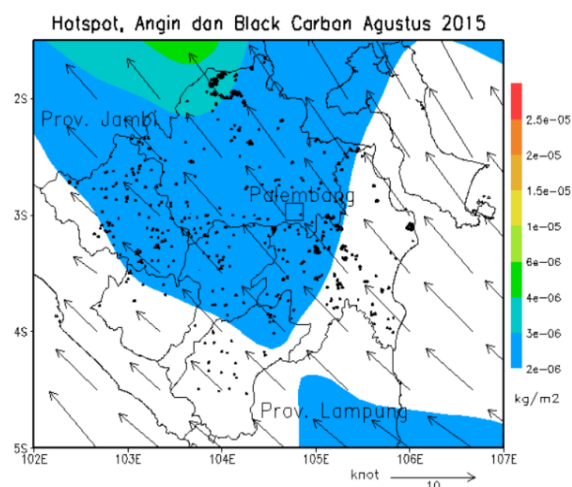 Hotspot, Angin dan Black Carbon Agustus 2015
2S
3S
4S
5S
102E
103E
104E
105E
106E
107E
Prov. Jambi
Palembang
Prov. Lampung
2.5e-05
2e-05
1.5e-05
1e-05
6e-06
4e-06
3e-06
2e-06
kg/m2
knot
10